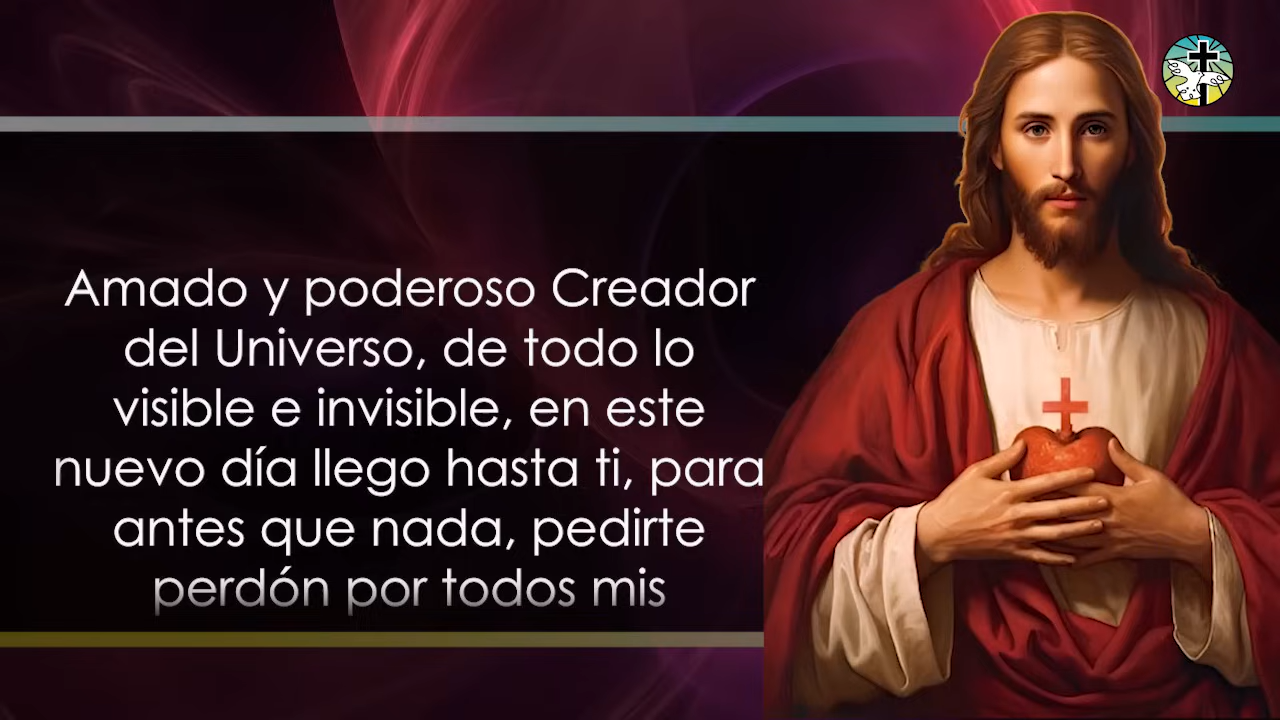 Amado y poderoso Creador
del Universo, de todo lo
visible e invisible, en este
nuevo día llego hasta ti, para
antes que nada, pedirte
perdón por todos mis